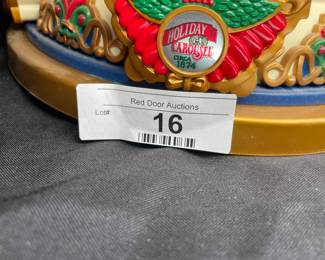 HOLIDAY
CAROUSEL
CIRCA
1874
Red Door Auctions
Lot#:
16